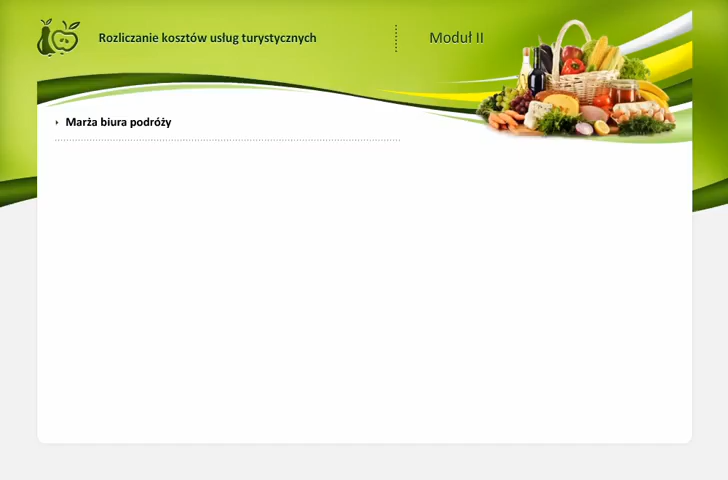 Rozliczanie kosztów usług turystycznych
Moduł II
Marża biura podróży